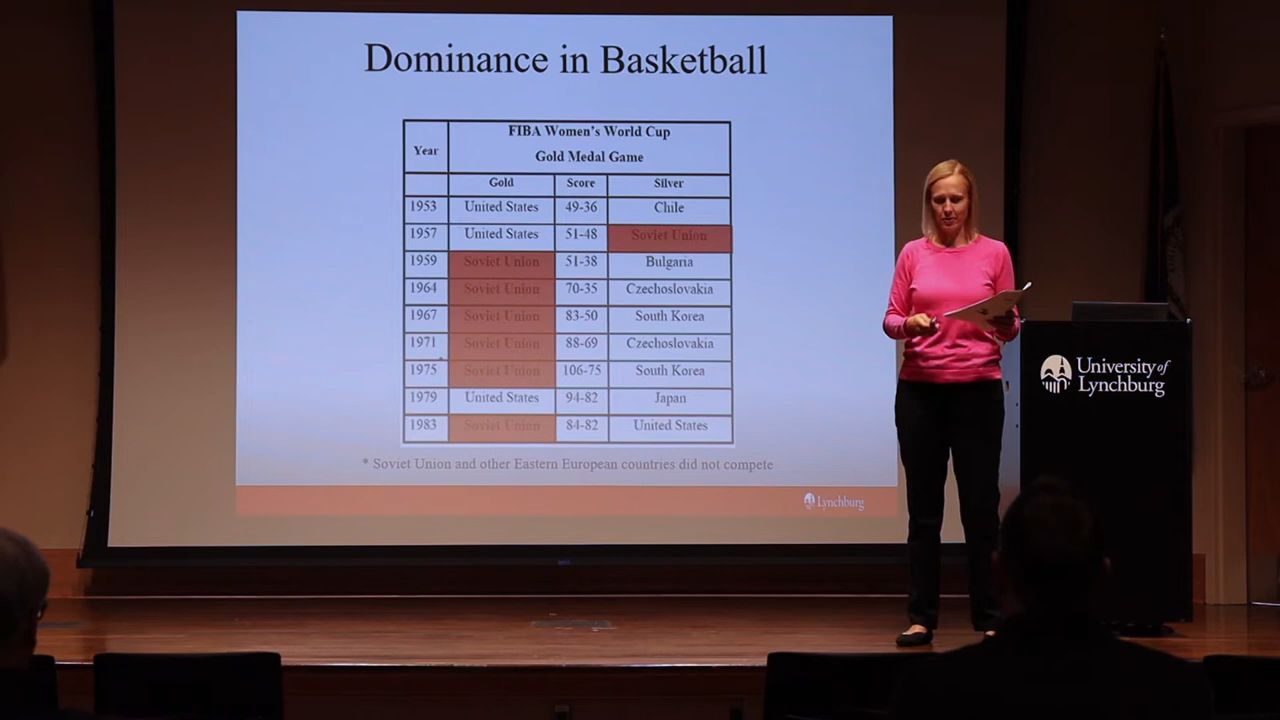 Dominance in Basketball
Year
FIBA Women's World Cup
Gold Medal Game
Gold Score Silver
1953 United States 49-36 Chile
1957 United States 51-48 Soviet Union
1959 Soviet Union 51-38 Bulgaria
1964 Soviet Union 70-35 Czechoslovakia
1967 Soviet Union 83-50 South Korea
1971 Soviet Union 88-69 Czechoslovakia
1975 Soviet Union 106-75 South Korea
*
1979 United States 94-82 Japan
1983 Soviet Union 84-82 United States
* Soviet Union and other Eastern European countries did not compete
Lynchburg
University of
Lynchburg